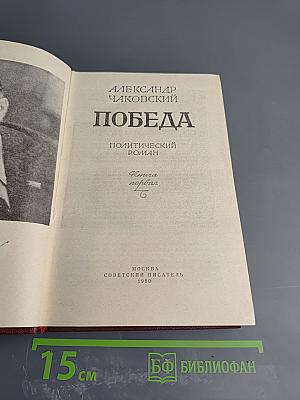 АЛЕКСАНДР
ЧАКОВСКИЙ
ПОБЕДА
ПОЛИТИЧЕСКИЙ
РОМАН
Книга
первая
МОСКВА
СОВЕТСКИЙ ПИСАТЕЛЬ
1980
15 см
БФ БИБЛИОФАН